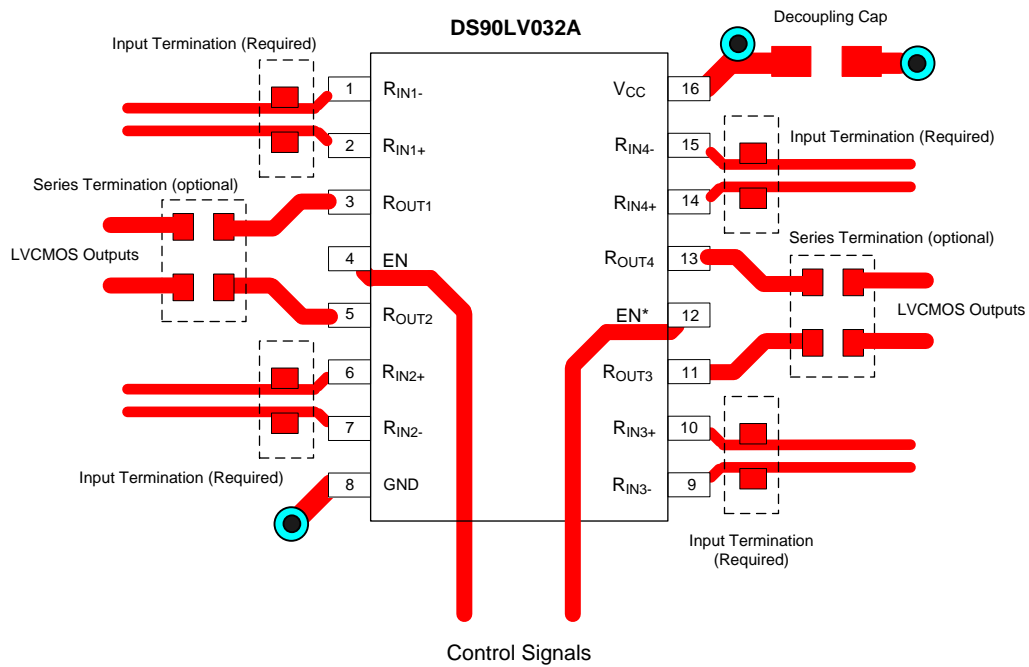 DS90LV032A
Decoupling Cap
Input Termination (Required)
1 RIN1- VCC 16
2 RIN1+ RIN4- 15
Input Termination (Required)
Series Termination (optional)
3 ROUT1 RIN4+ 14
LVCMOS Outputs
4 EN ROUT4 13
Series Termination (optional)
5 ROUT2 EN* 12
LVCMOS Outputs
6 RIN2+ ROUT3 11
7 RIN2- RIN3+ 10
Input Termination (Required)
8 GND RIN3- 9
Input Termination
(Required)
Control Signals